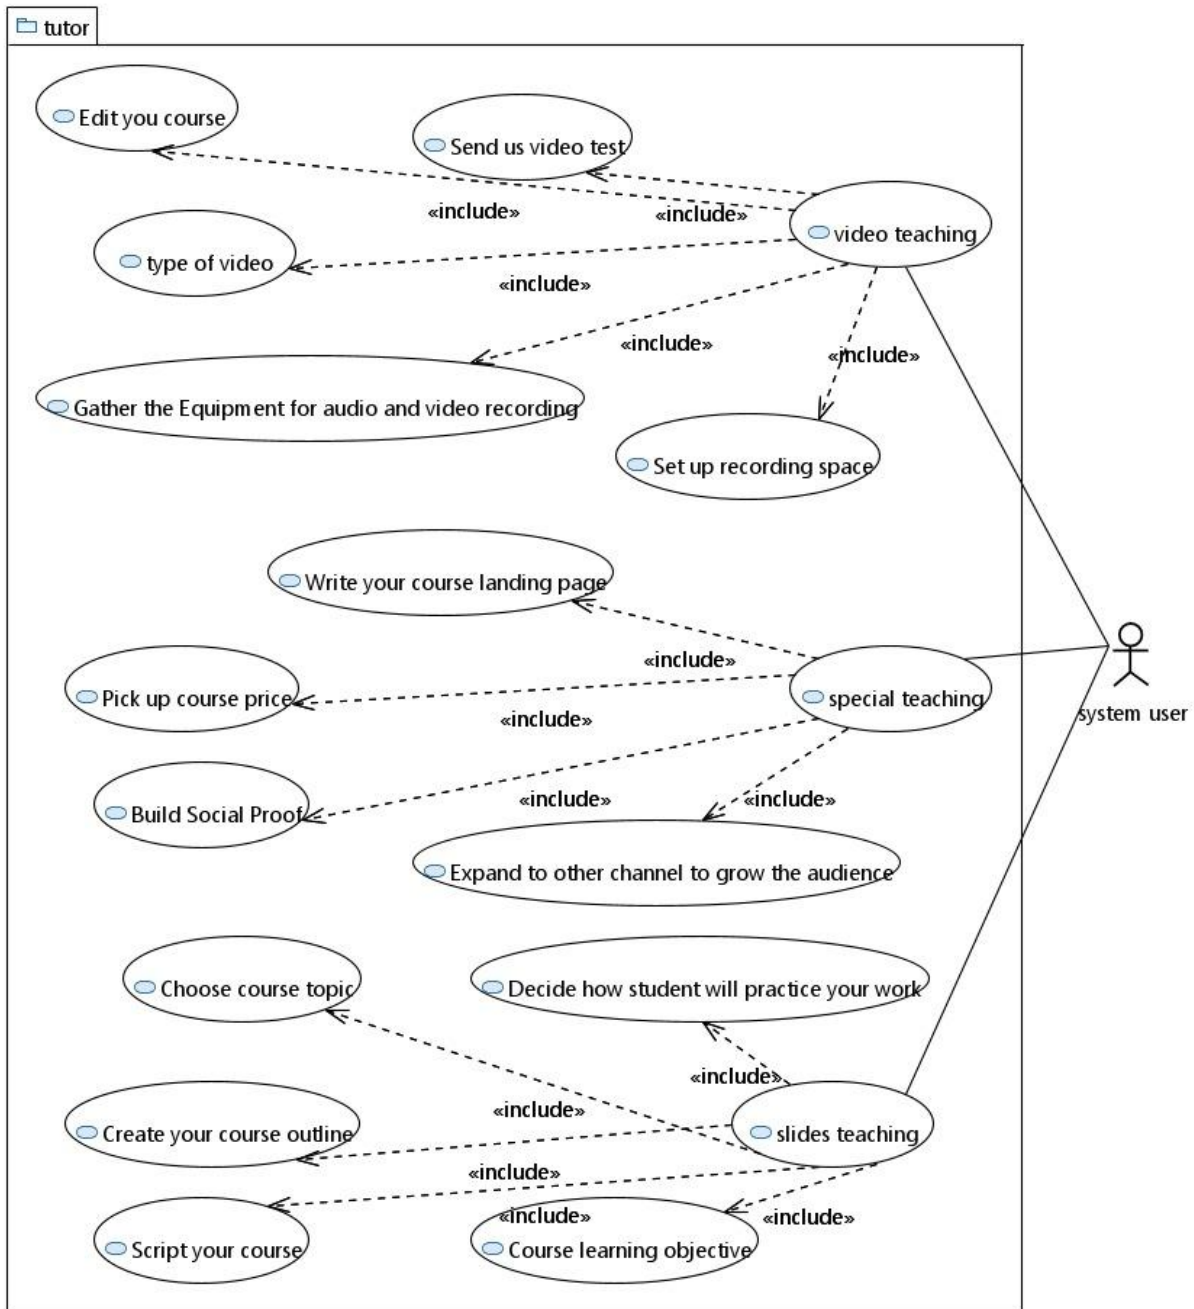 tutor
Edit you course
Send us video test
«include»
«include»
video teaching
type of video
«include»
«include»
«include»
Gather the Equipment for audio and video recording
Set up recording space
Write your course landing page
«include»
Pick up course price
special teaching
«include»
system user
Build Social Proof
«include»
«include»
Expand to other channel to grow the audience
Choose course topic
Decide how student will practice your work
«include»
«include»
Create your course outline
slides teaching
«include»
«include»
«include»
Script your course
Course learning objective